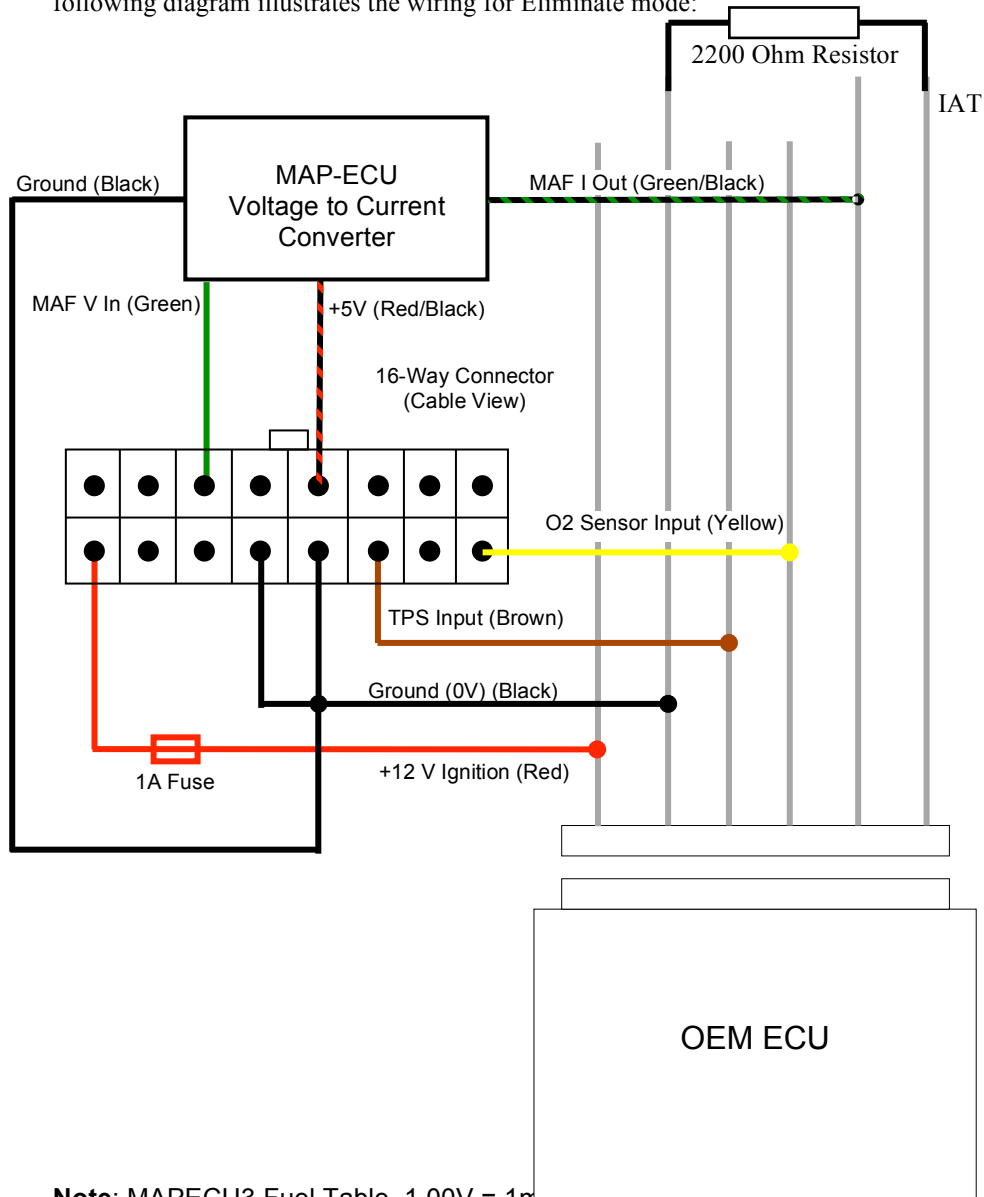 following diagram illustrates the wiring for Eliminate mode:
2200 Ohm Resistor
IAT
MAP-ECU
Voltage to Current
Converter
Ground (Black)
MAF I Out (Green/Black)
MAF V In (Green)
+5V (Red/Black)
16-Way Connector
(Cable View)
O2 Sensor Input (Yellow)
TPS Input (Brown)
Ground (0V) (Black)
+12 V Ignition (Red)
1A Fuse
OEM ECU
Note: MAPECU3 Fuel Table, 1.00V = 1m